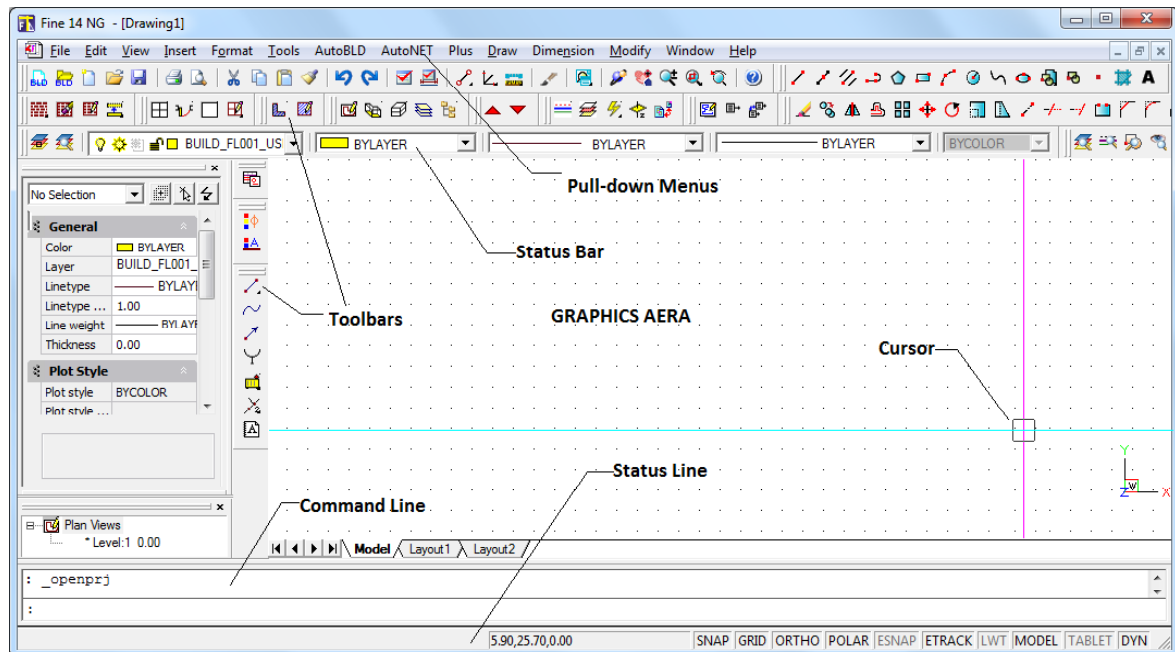 Fine 14 NG - [Drawing1]
File Edit View Insert Format Tools AutoBLD AutoNET Plus Draw Dimension Modify Window Help
BLD BLD
BUILD_FL001_US BYLAYER BYLAYER BYLAYER BYCOLOR
No Selection
Pull-down Menus
General
Color BYLAYER
Status Bar
Layer BUILD_FL001_
Linetype BYLAYI
Linetype ... 1.00
Toolbars
GRAPHICS AERA
Line weight BYLAYE
Thickness 0.00
Cursor
Plot Style
Plot style BYCOLOR
Plot style ...
Status Line
Y
W
Z X
Command Line
Plan Views
* Level:1 0.00
Model Layout1 Layout2
: _openprj
:
5.90,25.70,0.00 SNAP GRID ORTHO POLAR ESNAP ETRACK LWT MODEL TABLET DYN